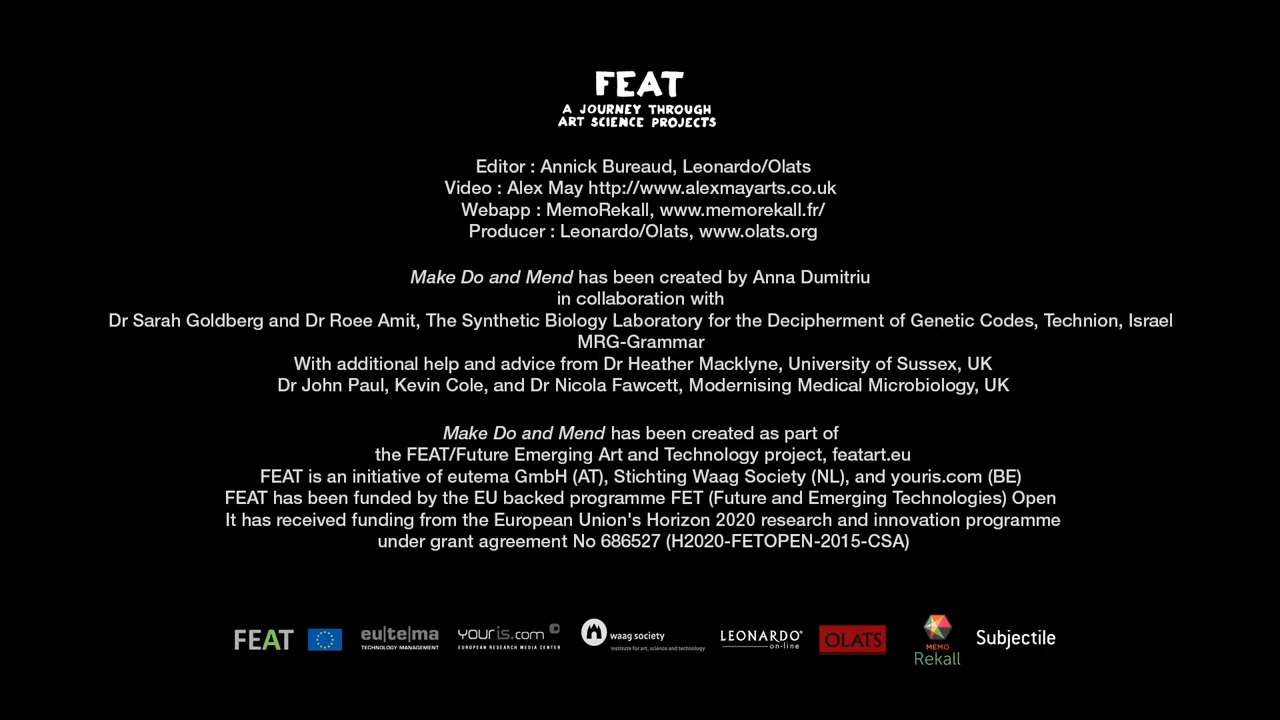 FEAT
A JOURNEY THROUGH
ART SCIENCE PROJECTS
Editor : Annick Bureaud, Leonardo/Olats
Video : Alex May http://www.alexmayarts.co.uk
Webapp : MemoRekall, www.memorekall.fr/
Producer : Leonardo/Olats, www.olats.org
Make Do and Mend has been created by Anna Dumitriu
in collaboration with
Dr Sarah Goldberg and Dr Roee Amit, The Synthetic Biology Laboratory for the Decipherment of Genetic Codes, Technion, Israel
MRG-Grammar
With additional help and advice from Dr Heather Macklyne, University of Sussex, UK
Dr John Paul, Kevin Cole, and Dr Nicola Fawcett, Modernising Medical Microbiology, UK
Make Do and Mend has been created as part of
the FEAT/Future Emerging Art and Technology project, featart.eu
FEAT is an initiative of eutema GmbH (AT), Stichting Waag Society (NL), and youris.com (BE)
FEAT has been funded by the EU backed programme FET (Future and Emerging Technologies) Open
It has received funding from the European Union's Horizon 2020 research and innovation programme
under grant agreement No 686527 (H2020-FETOPEN-2015-CSA)
FEAT
eu|te|ma
TECHNOLOGY MANAGEMENT
youris.com
EUROPEAN RESEARCH MEDIA CENTER
waag society
institute for art, science and technology
LEONARDO
on-line
OLATS
MEMO
Rekall
Subjectile